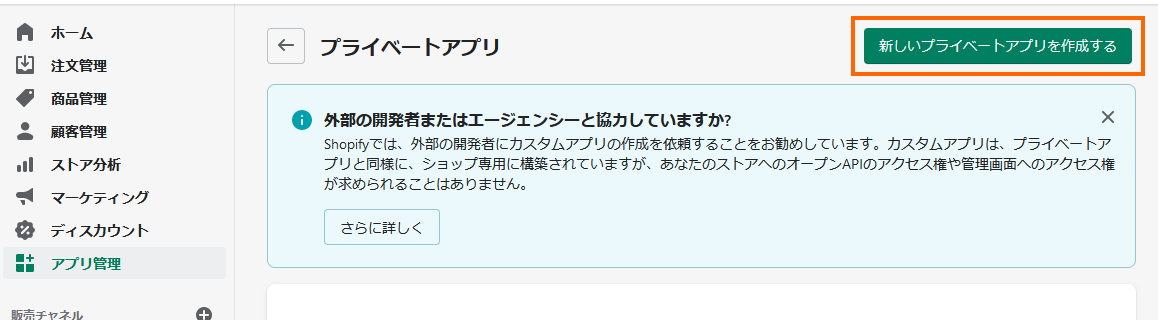 ホーム
注文管理
商品管理
顧客管理
ストア分析
マーケティング
ディスカウント
アプリ管理
販売チャネル
プライベートアプリ
新しいプライベートアプリを作成する
外部の開発者またはエージェンシーと協力していますか?
Shopifyでは、外部の開発者にカスタムアプリの作成を依頼することをお勧めしています。カスタムアプリは、プライベートア
プリと同様に、ショップ専用に構築されていますが、あなたのストアへのオープンAPIのアクセス権や管理画面へのアクセス権
が求められることはありません。
さらに詳しく